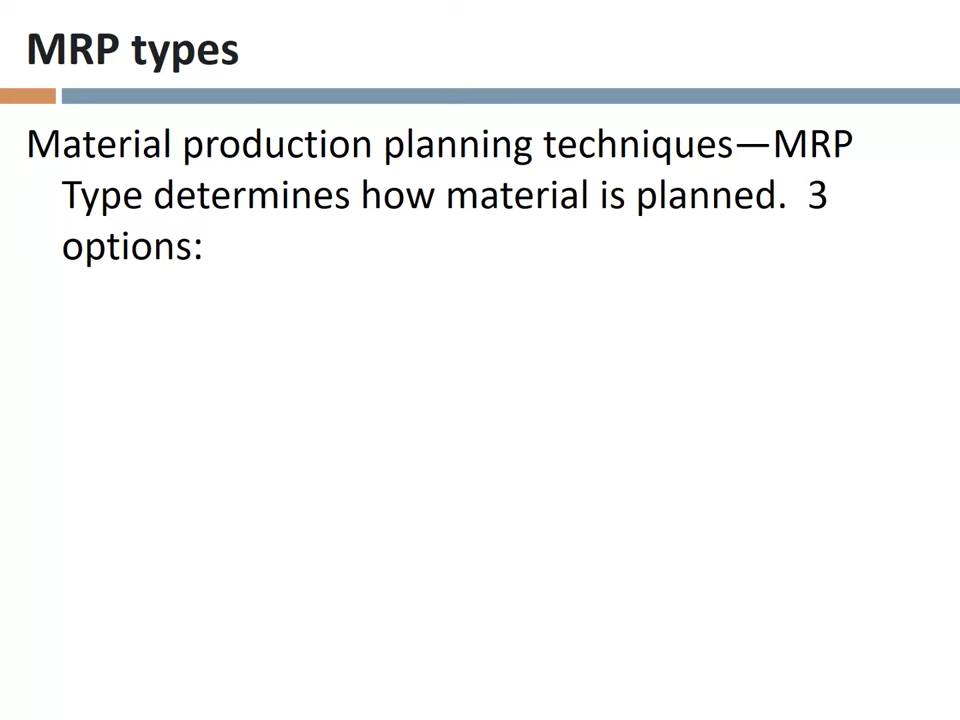 MRP types
Material production planning techniques—MRP
Type determines how material is planned.  3
options: